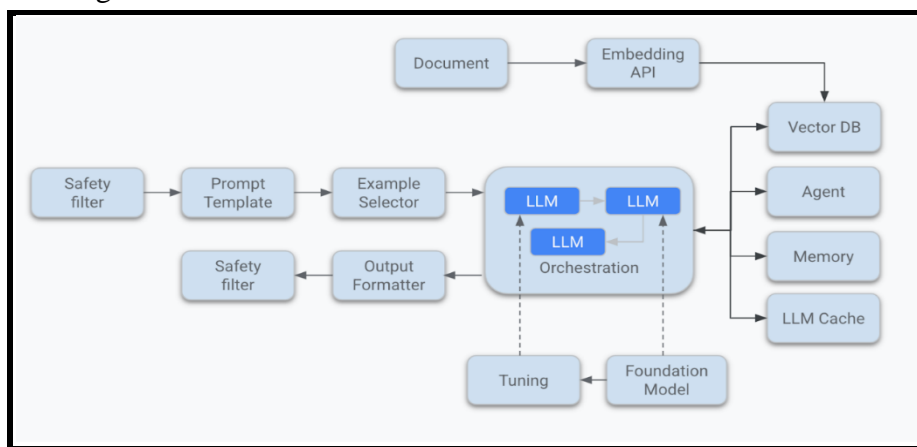 Document
Embedding
API
Vector DB
Safety
filter
Prompt
Template
Example
Selector
LLM
LLM
LLM
Orchestration
Agent
Safety
filter
Output
Formatter
Memory
LLM Cache
Tuning
Foundation
Model